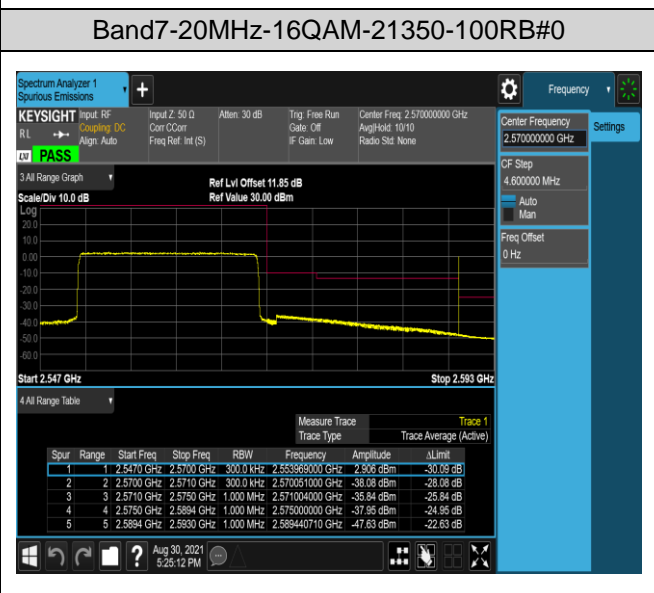 Band7-20MHz-16QAM-21350-100RB#0
Spectrum Analyzer 1
Spurious Emissions
Frequency
KEYSIGHT Input: RF Input Z: 50 Ω Atten: 30 dB Trig: Free Run Center Freq: 2.570000000 GHz
RL Coupling: DC Corr CCorr Gate: Off Avg|Hold: 10/10
Align: Auto Freq Ref: Int (S) IF Gain: Low Radio Std: None
LXI PASS
Center Frequency
2.570000000 GHz
Settings
CF Step
4.600000 MHz
Auto
Man
Freq Offset
0 Hz
3 All Range Graph
Ref Lvl Offset 11.85 dB
Scale/Div 10.0 dB Ref Value 30.00 dBm
Log
20.0
10.0
0.00
-10.0
-20.0
-30.0
-40.0
-50.0
-60.0
Start 2.547 GHz Stop 2.593 GHz
4 All Range Table
Measure Trace Trace 1
Trace Type Trace Average (Active)
Spur Range Start Freq Stop Freq RBW Frequency Amplitude ΔLimit
1 1 2.5470 GHz 2.5700 GHz 300.0 kHz 2.553969000 GHz 2.906 dBm -30.09 dB
2 2 2.5700 GHz 2.5710 GHz 300.0 kHz 2.570051000 GHz -38.08 dBm -28.08 dB
3 3 2.5710 GHz 2.5750 GHz 1.000 MHz 2.571004000 GHz -35.84 dBm -25.84 dB
4 4 2.5750 GHz 2.5894 GHz 1.000 MHz 2.575000000 GHz -37.95 dBm -24.95 dB
5 5 2.5894 GHz 2.5930 GHz 1.000 MHz 2.589440710 GHz -47.63 dBm -22.63 dB
Aug 30, 2021
5:25:12 PM